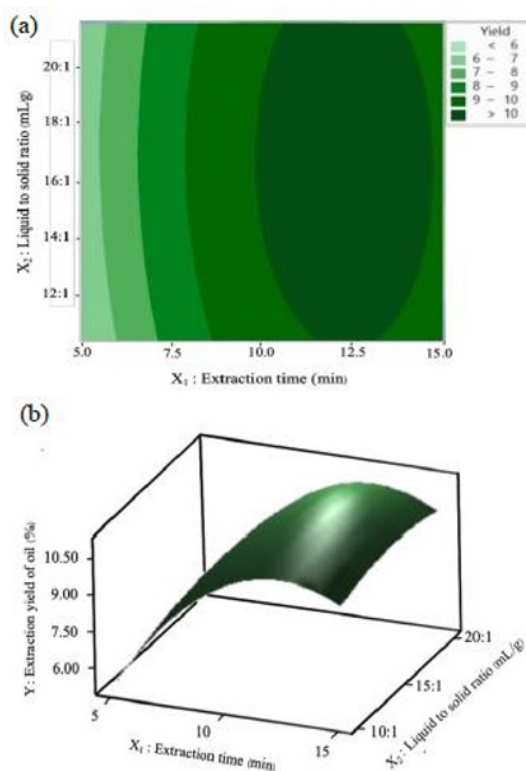 (a)
Yield
< 6
6 – 7
7 – 8
8 – 9
9 – 10
> 10
20:1
18:1
16:1
14:1
12:1
X₂ : Liquid to solid ratio (mL/g)
5.0 7.5 10.0 12.5 15.0
X₁ : Extraction time (min)
(b)
10.50
9.00
7.50
6.00
Y : Extraction yield of oil (%)
5 10 15
X₁ : Extraction time (min)
20:1
15:1
10:1
X₂ : Liquid to solid ratio (mL/g)